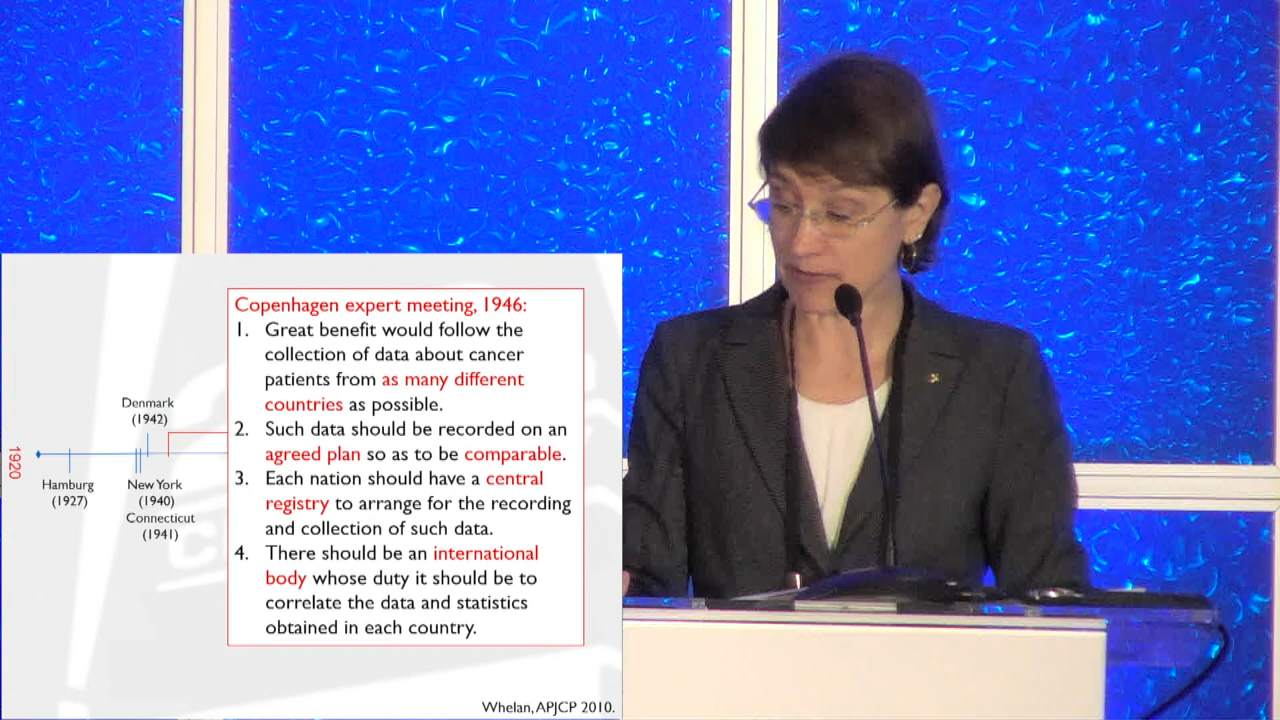 Copenhagen expert meeting, 1946:
1. Great benefit would follow the
collection of data about cancer
patients from as many different
countries as possible.
2. Such data should be recorded on an
agreed plan so as to be comparable.
3. Each nation should have a central
registry to arrange for the recording
and collection of such data.
4. There should be an international
body whose duty it should be to
correlate the data and statistics
obtained in each country.
Denmark
(1942)
1920
Hamburg
(1927)
New York
(1940)
Connecticut
(1941)
Whelan, APJCP 2010.